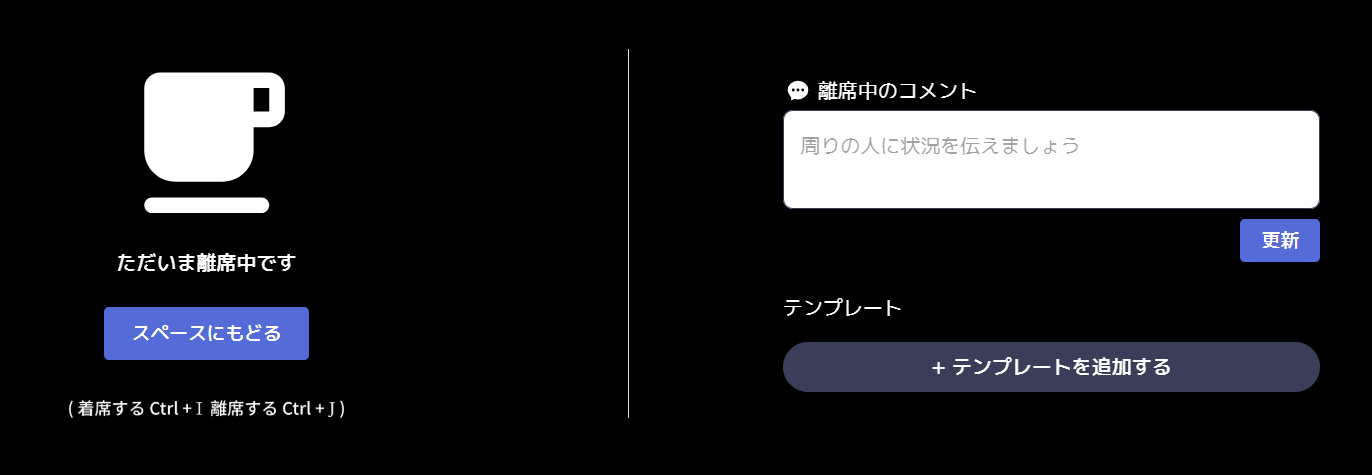 ただいま離席中です
スペースにもどる
( 着席する Ctrl + I 離席する Ctrl + J )
離席中のコメント
周りの人に状況を伝えましょう
更新
テンプレート
+ テンプレートを追加する